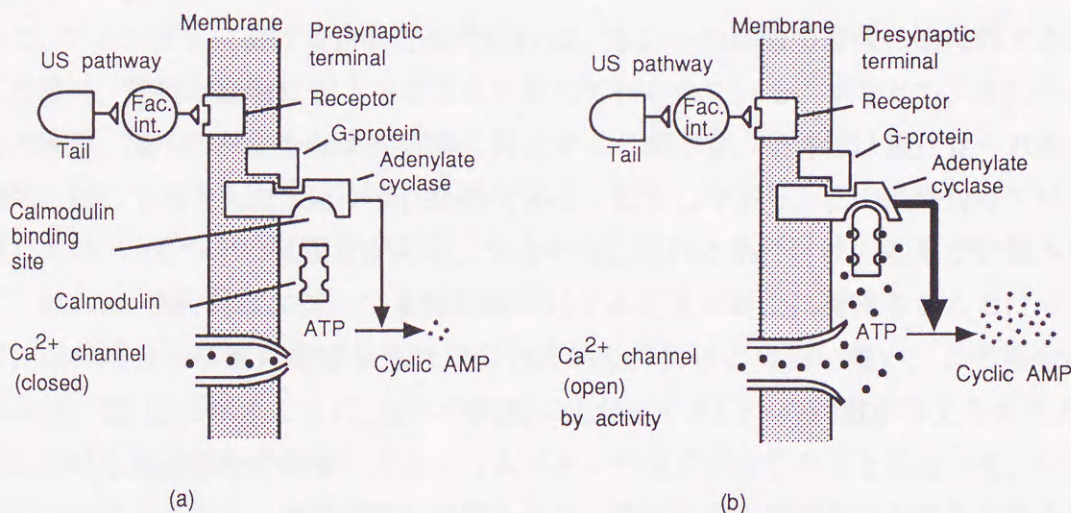 Membrane
Presynaptic
terminal
US pathway
Fac.
int.
Receptor
Tail
G-protein
Adenylate
cyclase
Calmodulin
binding
site
Calmodulin
ATP
Ca2+ channel
(closed)
Cyclic AMP
(a)
Membrane
Presynaptic
terminal
US pathway
Fac.
int.
Receptor
Tail
G-protein
Adenylate
cyclase
ATP
Ca2+ channel
(open)
by activity
Cyclic AMP
(b)